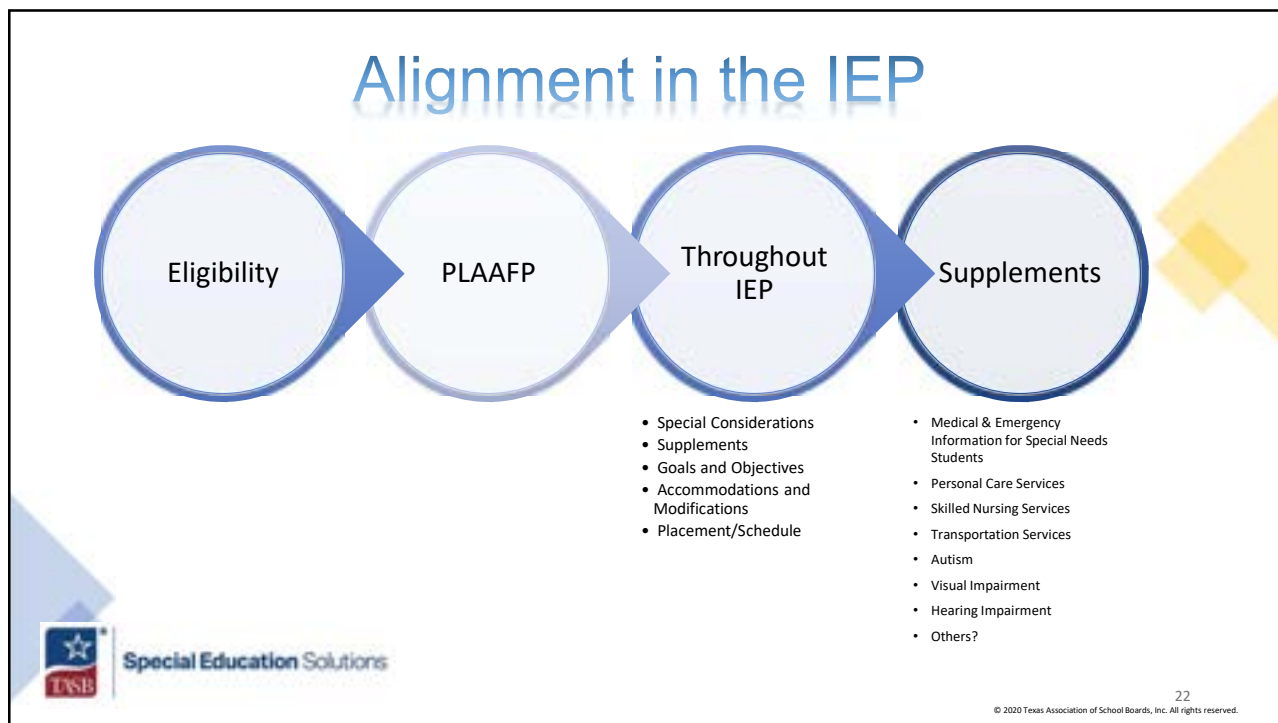 Alignment in the IEP
Eligibility
PLAAFP
Throughout
IEP
Supplements
• Special Considerations
• Supplements
• Goals and Objectives
• Accommodations and
Modifications
• Placement/Schedule
• Medical & Emergency
Information for Special Needs
Students
• Personal Care Services
• Skilled Nursing Services
• Transportation Services
• Autism
• Visual Impairment
• Hearing Impairment
• Others?
TASB
Special Education Solutions
22
© 2020 Texas Association of School Boards, Inc. All rights reserved.